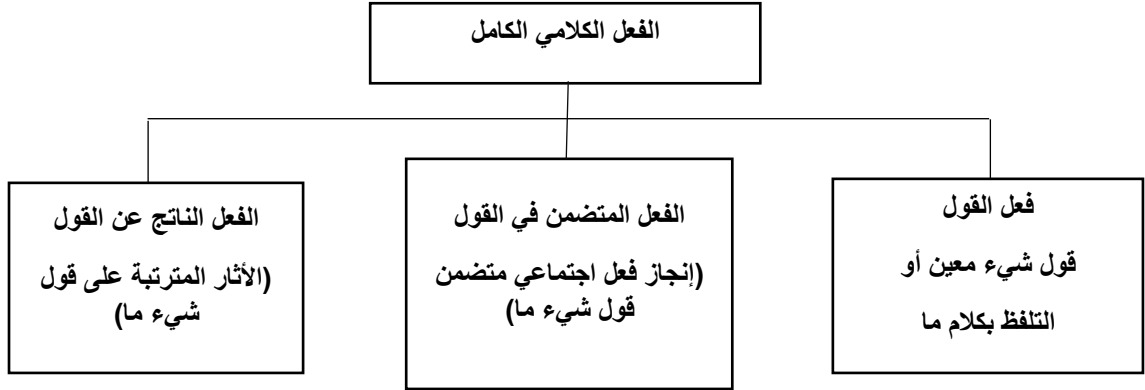 الفعل الكلامي الكامل
فعل القول
قول شيء معين أو
التلفظ بكلام ما
الفعل المتضمن في القول
(إنجاز فعل اجتماعي متضمن
قول شيء ما)
الفعل الناتج عن القول
(الأثار المترتبة على قول
شيء ما)